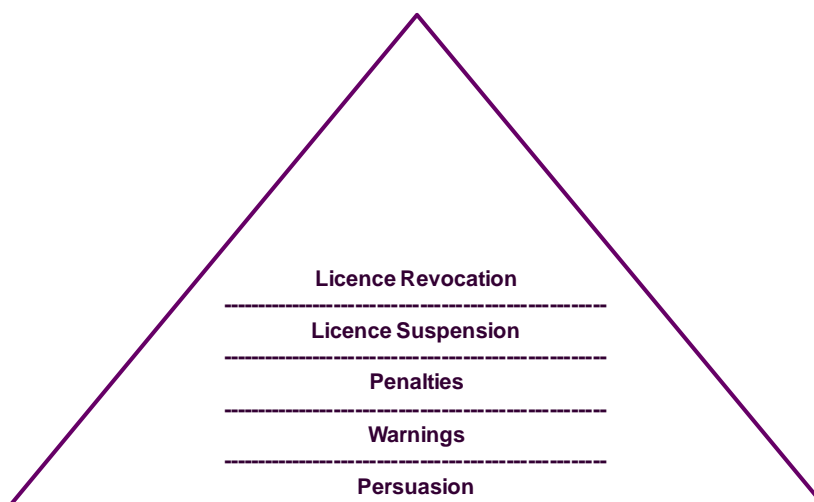 Licence Revocation
Licence Suspension
Penalties
Warnings
Persuasion